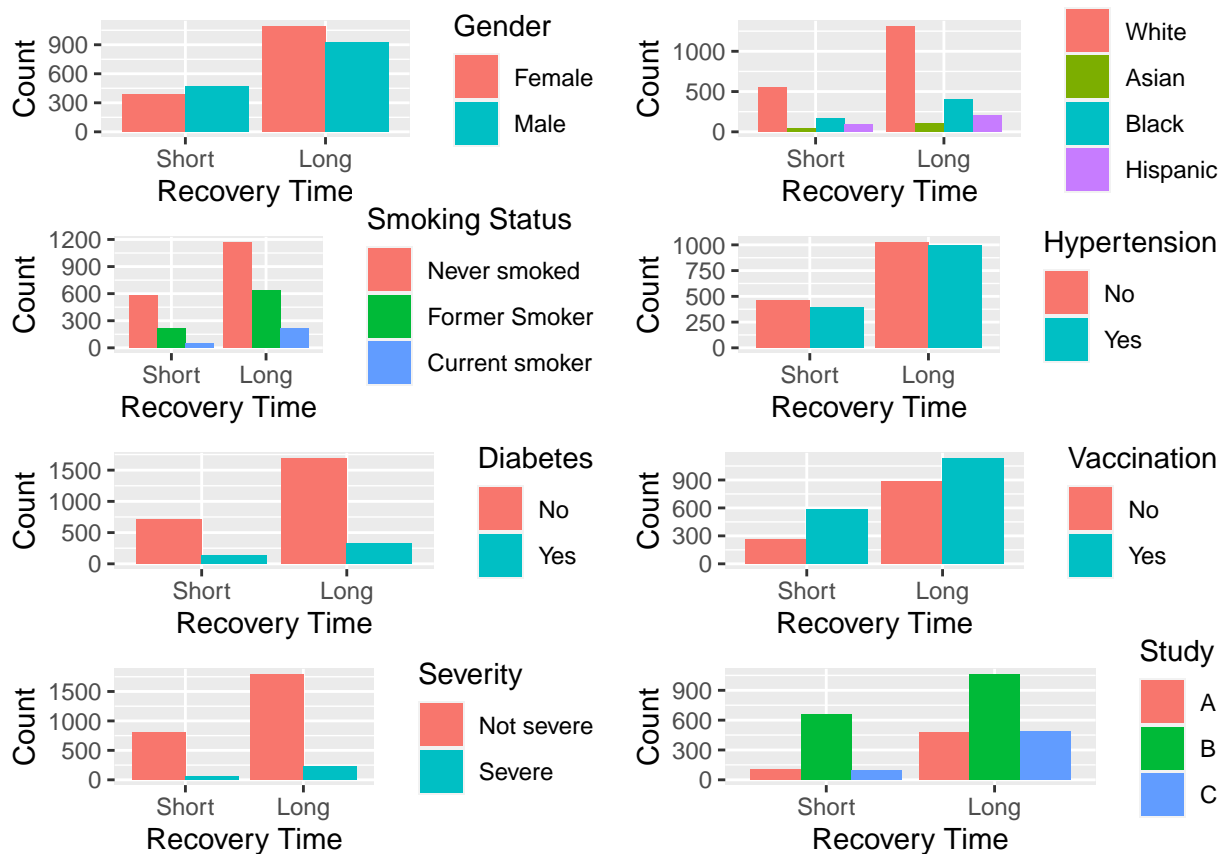 Gender
Female
Male
Count
900
600
300
0
Short Long
Recovery Time
White
Asian
Black
Hispanic
Count
1000
500
0
Short Long
Recovery Time
Smoking Status
Never smoked
Former Smoker
Current smoker
Count
1200
900
600
300
0
Short Long
Recovery Time
Hypertension
No
Yes
Count
1000
750
500
250
0
Short Long
Recovery Time
Diabetes
No
Yes
Count
1500
1000
500
0
Short Long
Recovery Time
Vaccination
No
Yes
Count
900
600
300
0
Short Long
Recovery Time
Severity
Not severe
Severe
Count
1500
1000
500
0
Short Long
Recovery Time
Study
A
B
C
Count
900
600
300
0
Short Long
Recovery Time